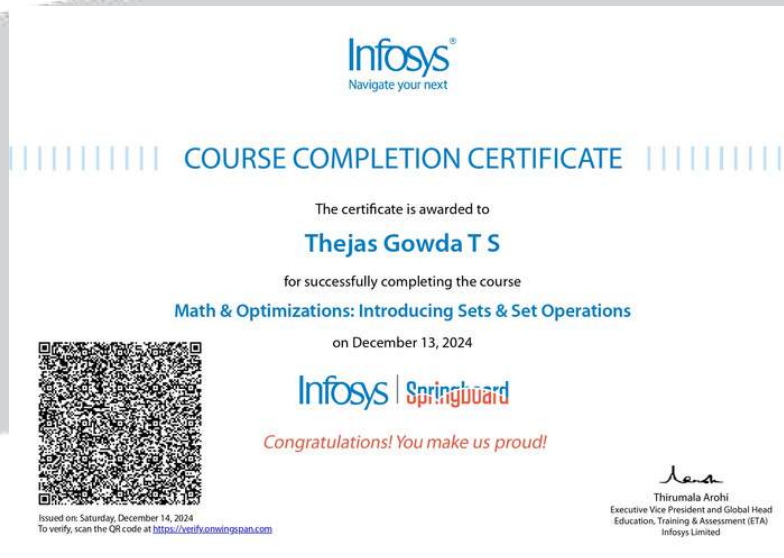 Infosys®
Navigate your next
COURSE COMPLETION CERTIFICATE
The certificate is awarded to
Thejas Gowda T S
for successfully completing the course
Math & Optimizations: Introducing Sets & Set Operations
on December 13, 2024
Infosys | Springboard
Congratulations! You make us proud!
Thirumala Arohi
Executive Vice President and Global Head
Education, Training & Assessment (ETA)
Infosys Limited
Issued on: Saturday, December 14, 2024
To verify, scan the QR code at https://verify.onwingspan.com